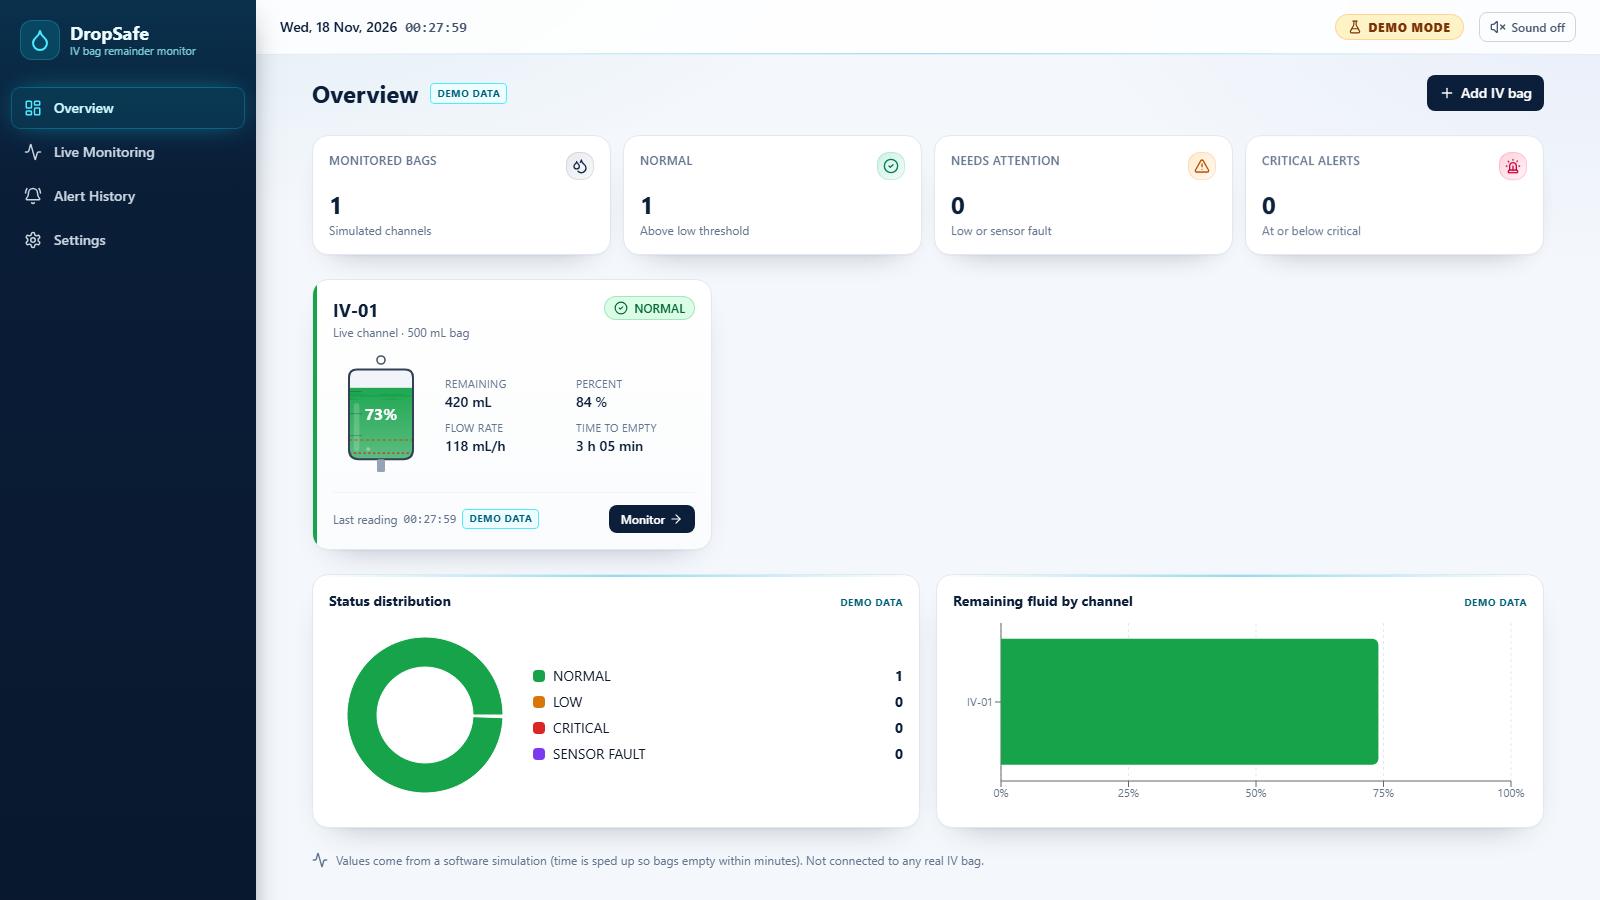 DropSafe
IV bag remainder monitor
Overview
Live Monitoring
Alert History
Settings
Wed, 18 Nov, 2026 00:27:59
DEMO MODE
Sound off
Overview
DEMO DATA
Add IV bag
MONITORED BAGS
1
Simulated channels
NORMAL
1
Above low threshold
NEEDS ATTENTION
0
Low or sensor fault
CRITICAL ALERTS
0
At or below critical
IV-01
NORMAL
Live channel · 500 mL bag
73%
REMAINING
420 mL
PERCENT
84 %
FLOW RATE
118 mL/h
TIME TO EMPTY
3 h 05 min
Last reading 00:27:59 DEMO DATA
Monitor
Status distribution
DEMO DATA
NORMAL 1
LOW 0
CRITICAL 0
SENSOR FAULT 0
Remaining fluid by channel
DEMO DATA
IV-01
0% 25% 50% 75% 100%
Values come from a software simulation (time is sped up so bags empty within minutes). Not connected to any real IV bag.